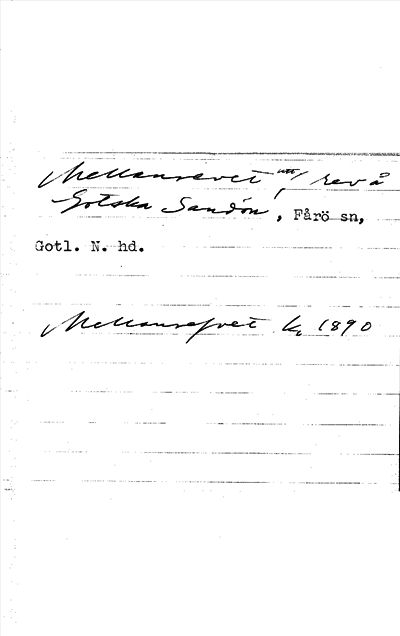 Mellanrevet, rev å
Gotska Sandön, Fårö sn,
Gotl. N. hd.
Mellanrefvet k 1890